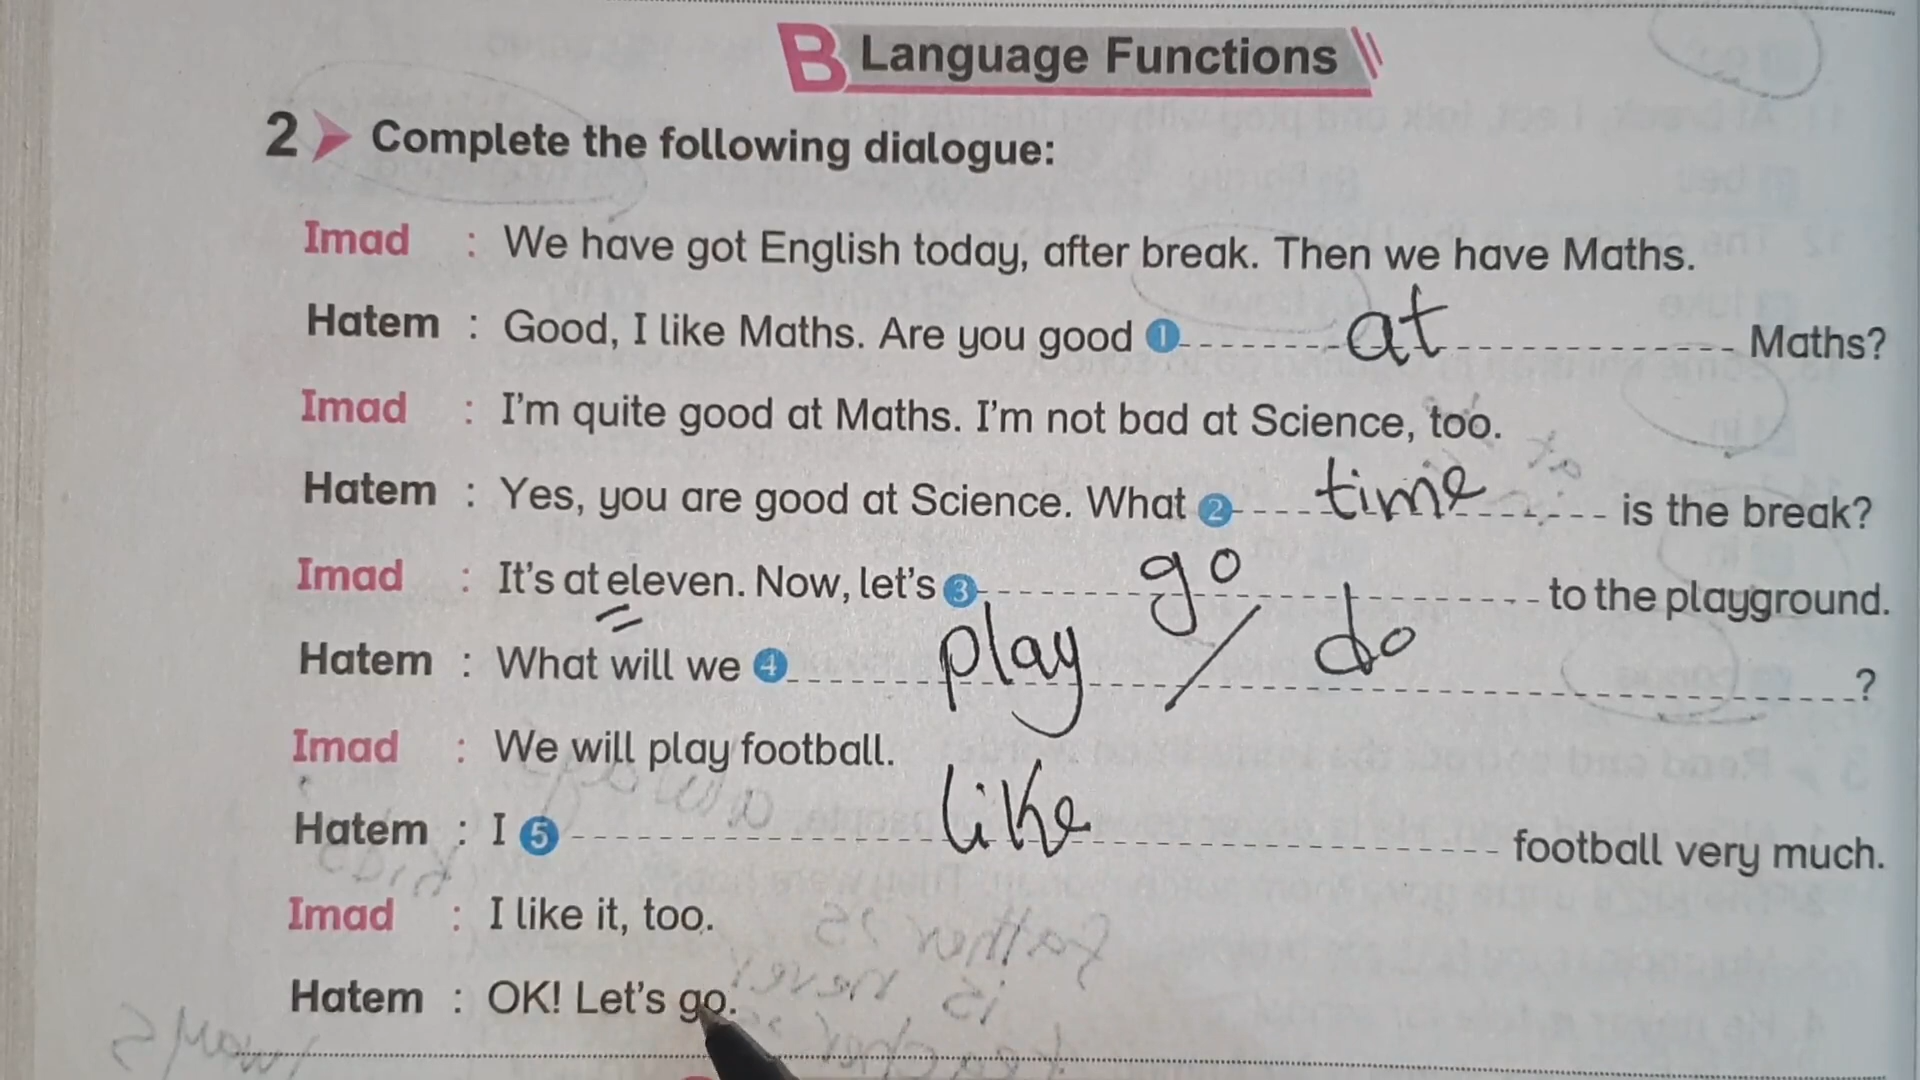 B Language Functions
2 Complete the following dialogue:
Imad : We have got English today, after break. Then we have Maths.
Hatem : Good, I like Maths. Are you good 1 at Maths?
Imad : I'm quite good at Maths. I'm not bad at Science, too.
Hatem : Yes, you are good at Science. What 2 time is the break?
Imad : It's at eleven. Now, let's 3 go to the playground.
Hatem : What will we 4 play / do ?
Imad : We will play football.
Hatem : I 5 like football very much.
Imad : I like it, too.
Hatem : OK! Let's go.